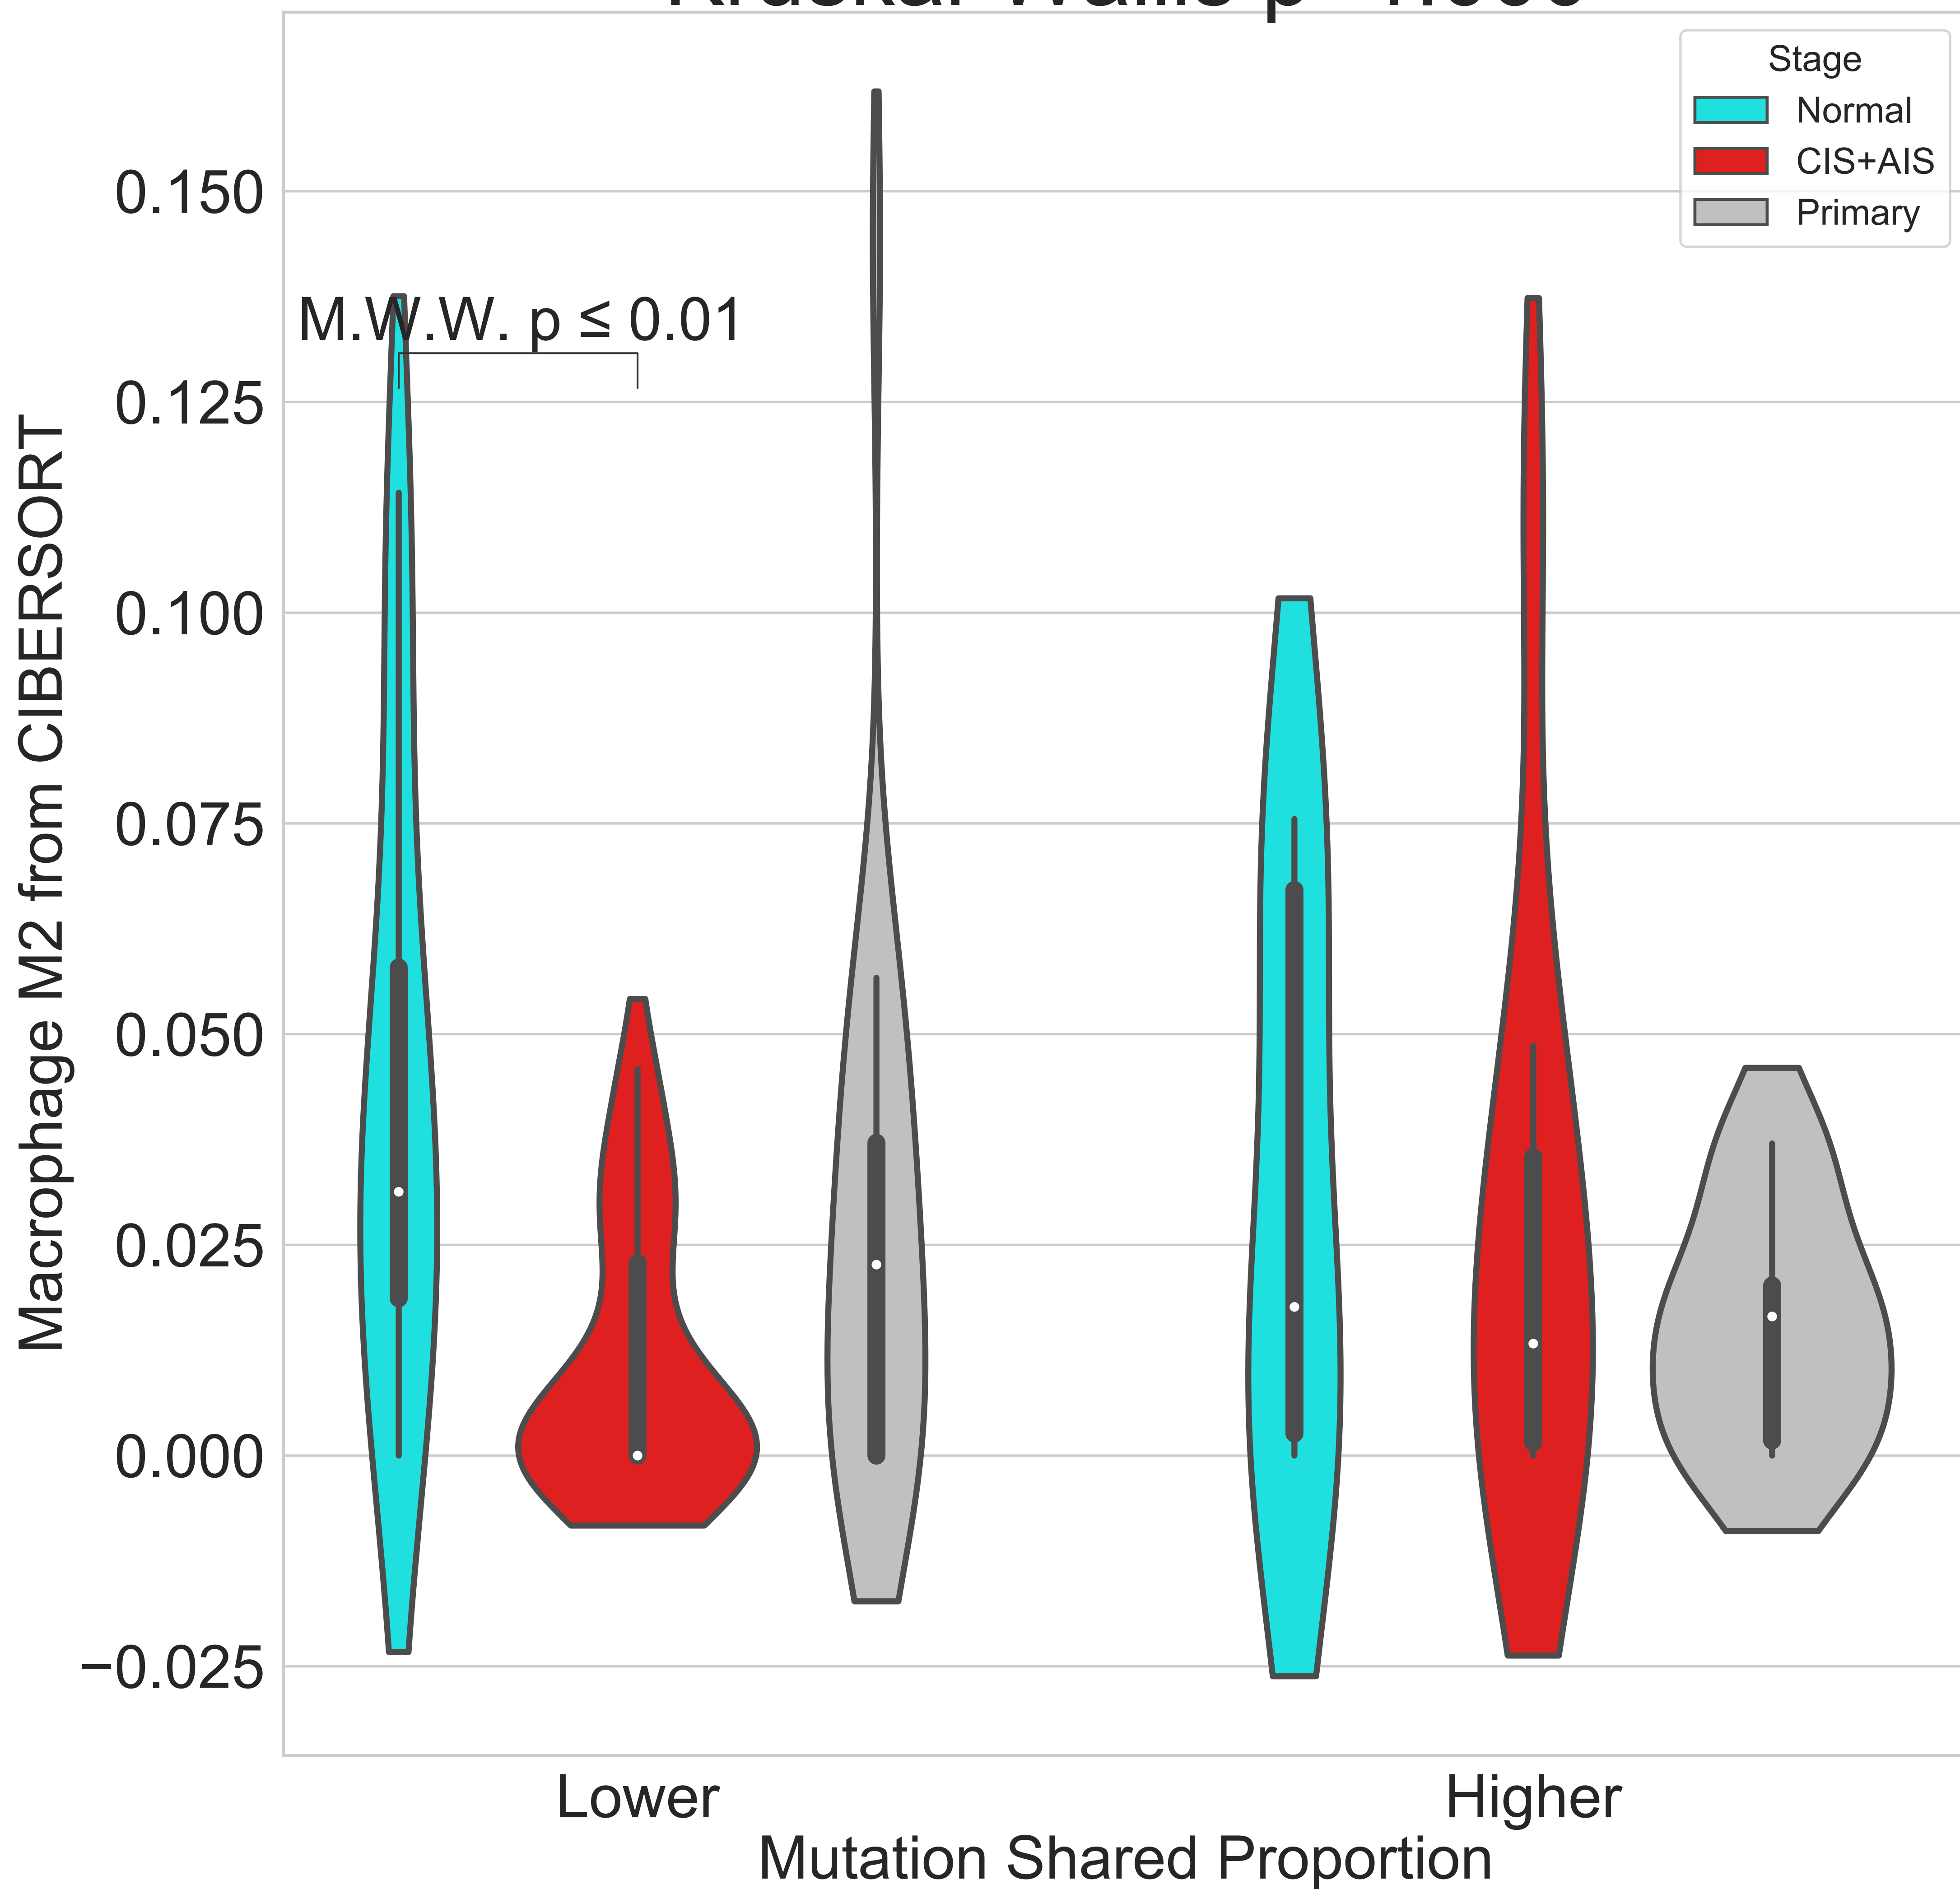 Stage
Normal
CIS+AIS
Primary
M.W.W. p ≤ 0.01
Macrophage M2 from CIBERSORT
0.150
0.125
0.100
0.075
0.050
0.025
0.000
−0.025
Lower
Higher
Mutation Shared Proportion